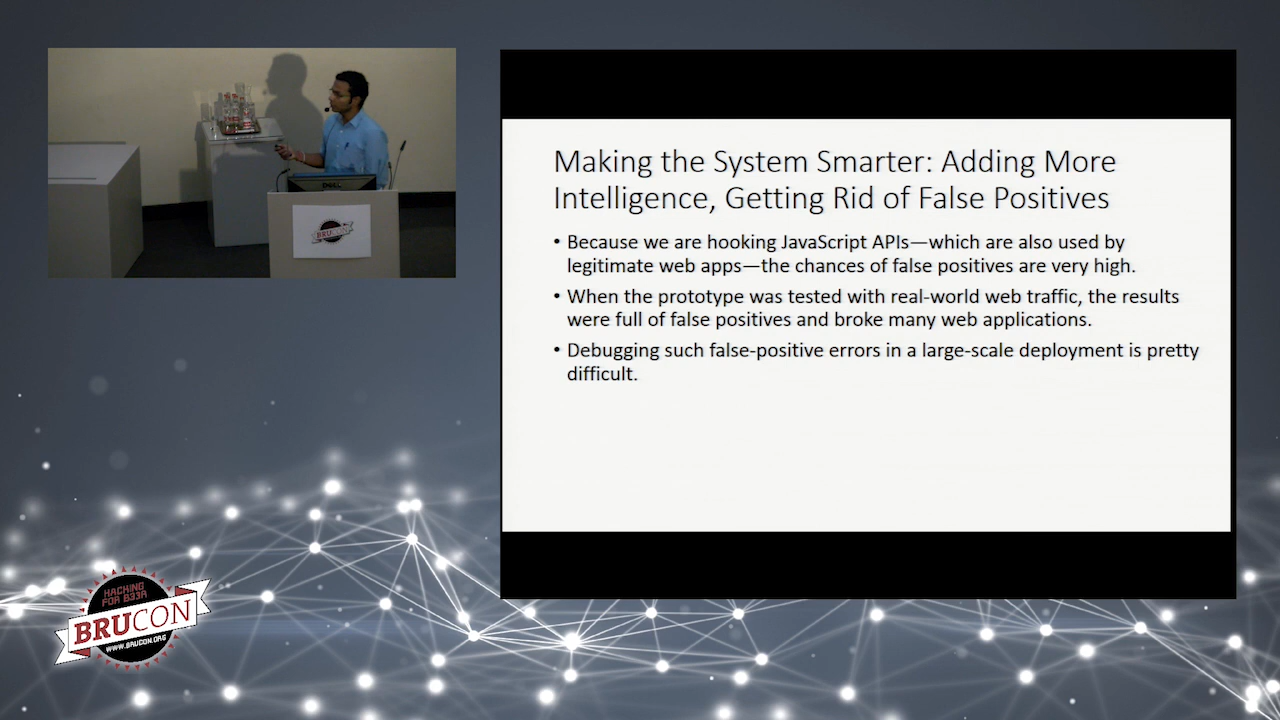 Making the System Smarter: Adding More
Intelligence, Getting Rid of False Positives
• Because we are hooking JavaScript APIs—which are also used by
legitimate web apps—the chances of false positives are very high.
• When the prototype was tested with real-world web traffic, the results
were full of false positives and broke many web applications.
• Debugging such false-positive errors in a large-scale deployment is pretty
difficult.
DELL
BRUCON
HACKING
FOR B33R
BRUCON
WWW.BRUCON.ORG